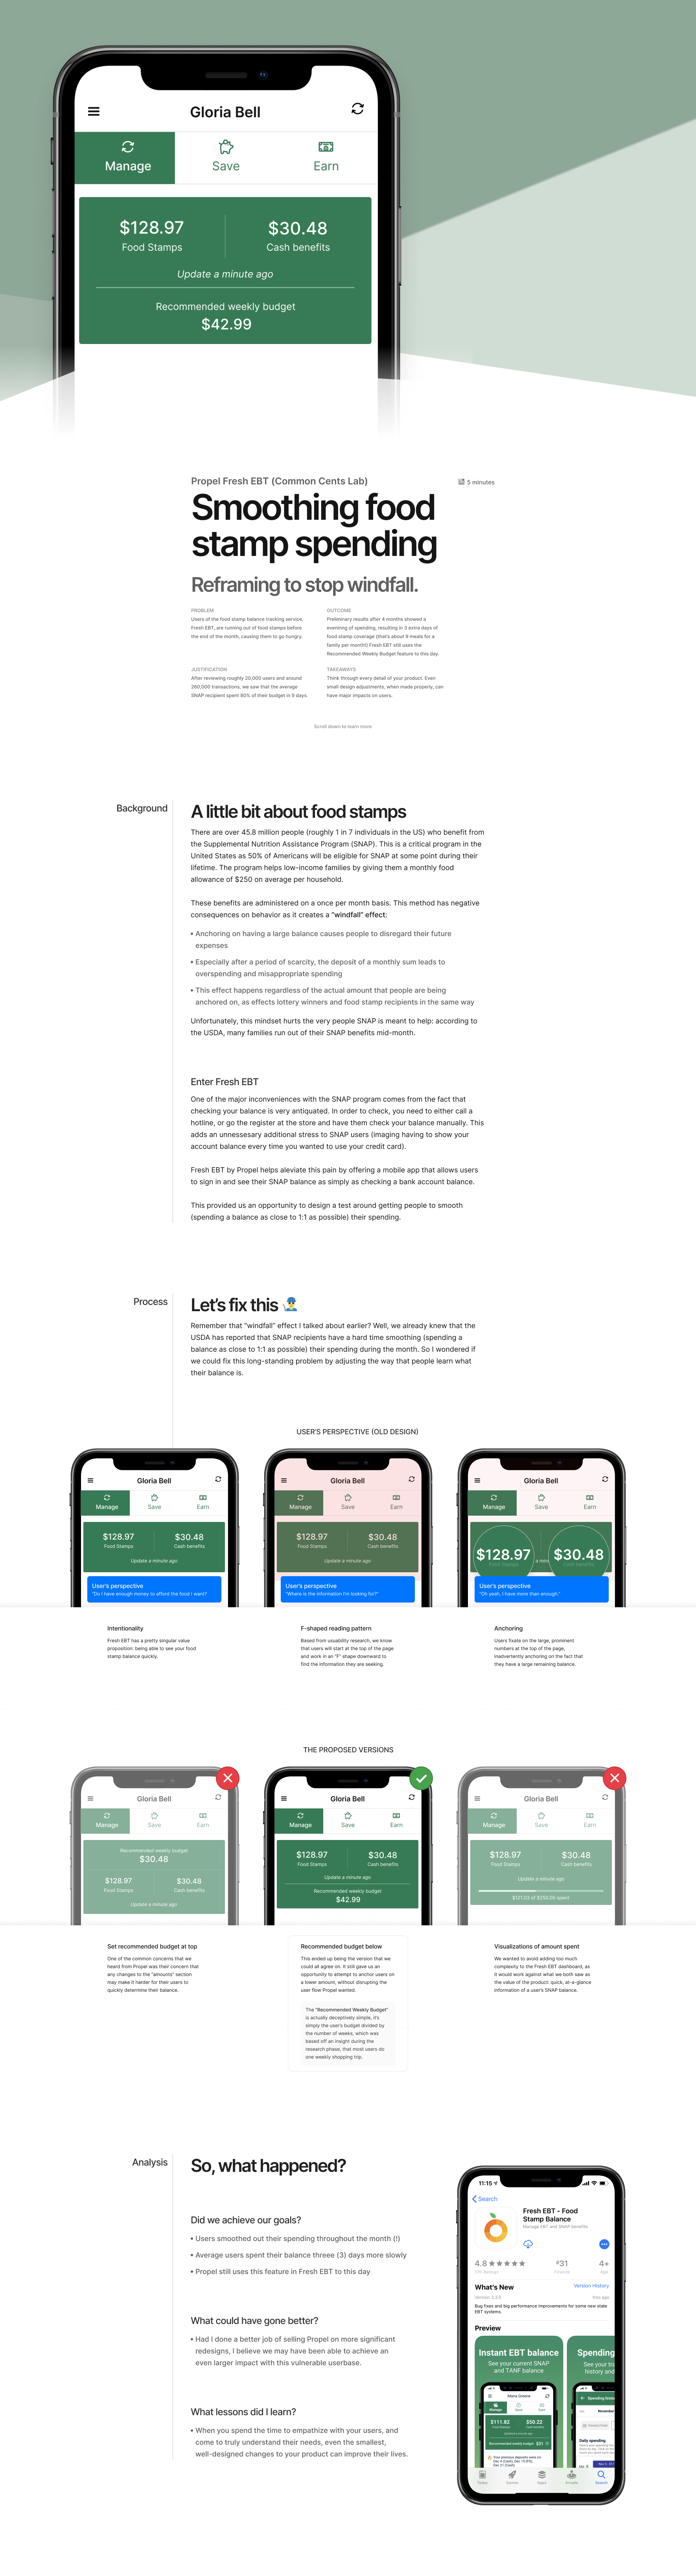 Gloria Bell
Manage
Save
Earn
$128.97
Food Stamps
$30.48
Cash benefits
Update a minute ago
Recommended weekly budget
$42.99
Propel Fresh EBT (Common Cents Lab)
5 minutes
Smoothing food
stamp spending
Reframing to stop windfall.
PROBLEM
Users of the food stamp balance tracking service,
Fresh EBT, are running out of food stamps before
the end of the month, causing them to go hungry.
OUTCOME
Preliminary results after 4 months showed a
evening of spending, resulting in 3 extra days of
food stamp coverage (that's about 9 meals for a
family per month!) Fresh EBT still uses the
Recommended Weekly Budget feature to this day.
JUSTIFICATION
After reviewing roughly 20,000 users and around
260,000 transactions, we saw that the average
SNAP recipient spent 80% of their budget in 9 days.
TAKEAWAYS
Think through every detail of your product. Even
small design adjustments, when made properly, can
have major impacts on users.
Scroll down to learn more
Background
A little bit about food stamps
There are over 45.8 million people (roughly 1 in 7 individuals in the US) who benefit from
the Supplemental Nutrition Assistance Program (SNAP). This is a critical program in the
United States as 50% of Americans will be eligible for SNAP at some point during their
lifetime. The program helps low-income families by giving them a monthly food
allowance of $250 on average per household.
These benefits are administered on a once per month basis. This method has negative
consequences on behavior as it creates a "windfall" effect:
• Anchoring on having a large balance causes people to disregard their future
expenses
• Especially after a period of scarcity, the deposit of a monthly sum leads to
overspending and misappropriate spending
• This effect happens regardless of the actual amount that people are being
anchored on, as effects lottery winners and food stamp recipients in the same way
Unfortunately, this mindset hurts the very people SNAP is meant to help: according to
the USDA, many families run out of their SNAP benefits mid-month.
Enter Fresh EBT
One of the major inconveniences with the SNAP program comes from the fact that
checking your balance is very antiquated. In order to check, you need to either call a
hotline, or go the register at the store and have them check your balance manually. This
adds an unnessesary additional stress to SNAP users (imaging having to show your
account balance every time you wanted to use your credit card).
Fresh EBT by Propel helps aleviate this pain by offering a mobile app that allows users
to sign in and see their SNAP balance as simply as checking a bank account balance.
This provided us an opportunity to design a test around getting people to smooth
(spending a balance as close to 1:1 as possible) their spending.
Process
Let's fix this
Remember that "windfall" effect I talked about earlier? Well, we already knew that the
USDA has reported that SNAP recipients have a hard time smoothing (spending a
balance as close to 1:1 as possible) their spending during the month. So I wondered if
we could fix this long-standing problem by adjusting the way that people learn what
their balance is.
USER'S PERSPECTIVE (OLD DESIGN)
Gloria Bell
Manage
Save
Earn
$128.97
Food Stamps
$30.48
Cash benefits
Update a minute ago
User's perspective
"Do I have enough money to afford the food I want?"
Gloria Bell
Manage
Save
Earn
$128.97
Food Stamps
$30.48
Cash benefits
Update a minute ago
User's perspective
"Where is the information I'm looking for?"
Gloria Bell
Manage
Save
Earn
$128.97
a min
$30.48
User's perspective
"Oh yeah, I have more than enough."
Intentionality
Fresh EBT has a pretty singular value
proposition: being able to see your food
stamp balance quickly.
F-shaped reading pattern
Based from usability research, we know
that users will start at the top of the page
and work in an "F" shape downward to
find the information they are seeking.
Anchoring
Users fixate on the large, prominent
numbers at the top of the page,
inadvertently anchoring on the fact that
they have a large remaining balance.
THE PROPOSED VERSIONS
Gloria Bell
Manage
Save
Earn
Recommended weekly budget
$30.48
$128.97
Food Stamps
$30.48
Cash benefits
Update a minute ago
Gloria Bell
Manage
Save
Earn
$128.97
Food Stamps
$30.48
Cash benefits
Update a minute ago
Recommended weekly budget
$42.99
Gloria Bell
Manage
Save
Earn
$128.97
Food Stamps
$30.48
Cash benefits
Update a minute ago
$121.03 of $250.00 spent
Set recommended budget at top
One of the common concerns that we
heard from Propel was their concern that
any changes to the "amounts" section
may make it harder for their users to
quickly determine their balance.
Recommended budget below
This ended up being the version that we
could all agree on. It still gave us an
opportunity to attempt to anchor users on
a lower amount, without disrupting the
user flow Propel wanted.
The "Recommended Weekly Budget"
is actually deceptively simple, it's
simply the user's budget divided by
the number of weeks, which was
based off an insight during the
research phase, that most users do
one weekly shopping trip.
Visualizations of amount spent
We wanted to avoid adding too much
complexity to the Fresh EBT dashboard, as
it would work against what we both saw as
the value of the product: quick, at-a-glance
information of a user's SNAP balance.
Analysis
So, what happened?
Did we achieve our goals?
• Users smoothed out their spending throughout the month (!)
• Average users spent their balance threee (3) days more slowly
• Propel still uses this feature in Fresh EBT to this day
What could have gone better?
• Had I done a better job of selling Propel on more significant
redesigns, I believe we may have been able to achieve an
even larger impact with this vulnerable userbase.
What lessons did I learn?
• When you spend the time to empathize with your users, and
come to truly understand their needs, even the smallest,
well-designed changes to your product can improve their lives.
11:15
Search
Fresh EBT - Food
Stamp Balance
Manage EBT and SNAP benefits
4.8
#31
4+
Finance
Age
What's New
Version History
Bug fixes and big performance improvements for some new state
EBT systems.
Preview
Instant EBT balance
See your current SNAP
and TANF balance
Spending
See your tra
history and
Maria Greene
Manage
$111.82
$50.22
Recommended weekly budget $31
Your previous deposits were on
Spending history
Novembe
Daily spending
Today
Games
Apps
Arcade
Search